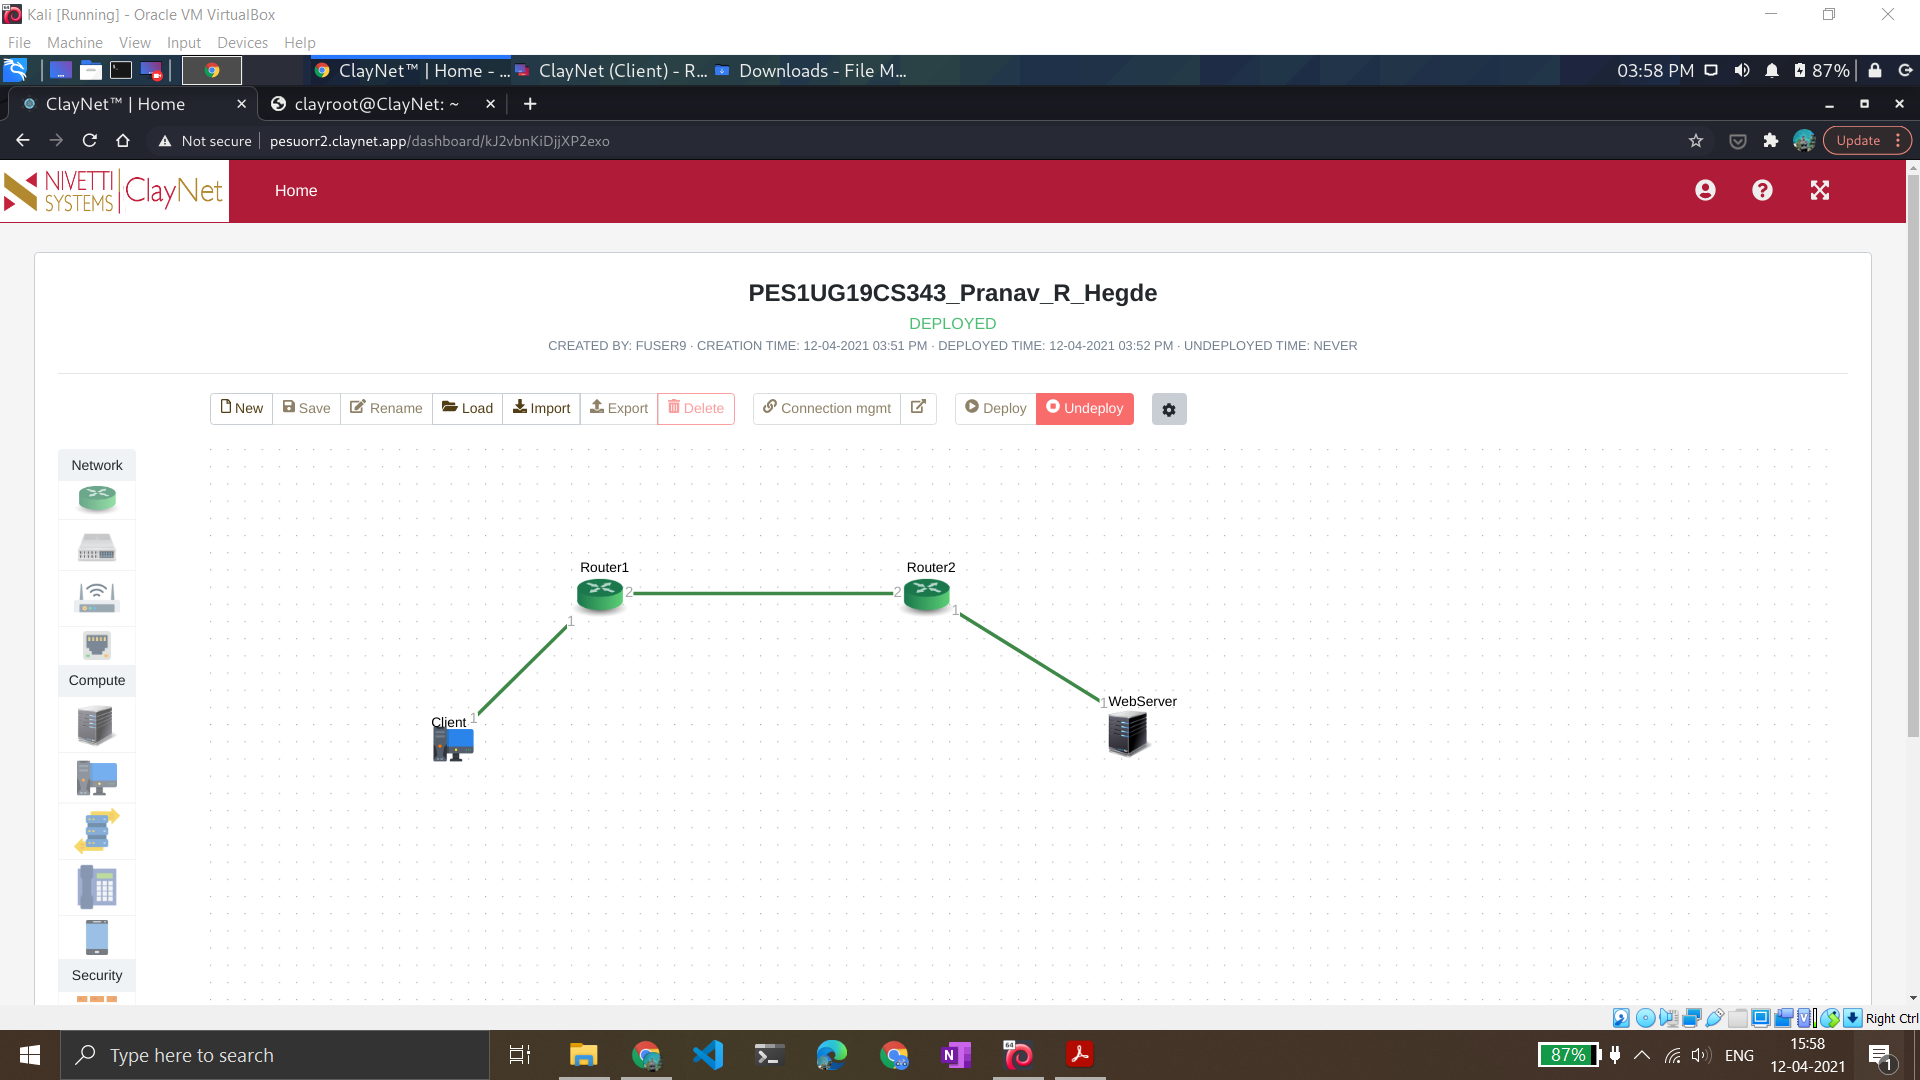 Kali [Running] - Oracle VM VirtualBox
File Machine View Input Devices Help
ClayNet™ | Home - ... ClayNet (Client) - R... Downloads - File M... 03:58 PM 87%
ClayNet™ | Home clayroot@ClayNet: ~
Not secure pesuorr2.claynet.app/dashboard/kJ2vbnKiDjjXP2exo Update
NIVETTI SYSTEMS ClayNet Home
PES1UG19CS343_Pranav_R_Hegde
DEPLOYED
CREATED BY: FUSER9 · CREATION TIME: 12-04-2021 03:51 PM · DEPLOYED TIME: 12-04-2021 03:52 PM · UNDEPLOYED TIME: NEVER
New Save Rename Load Import Export Delete Connection mgmt Deploy Undeploy
Network
Router1 Router2
2 2
1 1
Compute
1 WebServer
Client 1
Security
Right Ctrl
Type here to search
64
N
87% ENG
15:58
12-04-2021
1